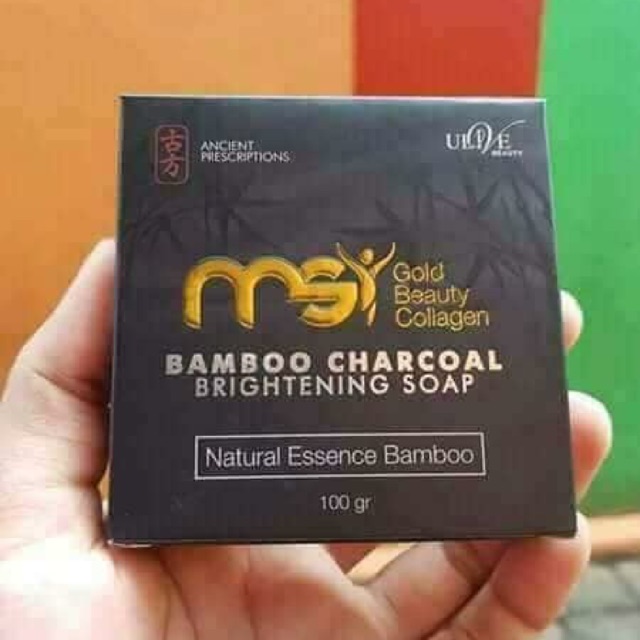 古方
ANCIENT
PRESCRIPTIONS
ULIVE
BEAUTY
msi
Gold
Beauty
Collagen
BAMBOO CHARCOAL
BRIGHTENING SOAP
Natural Essence Bamboo
100 gr